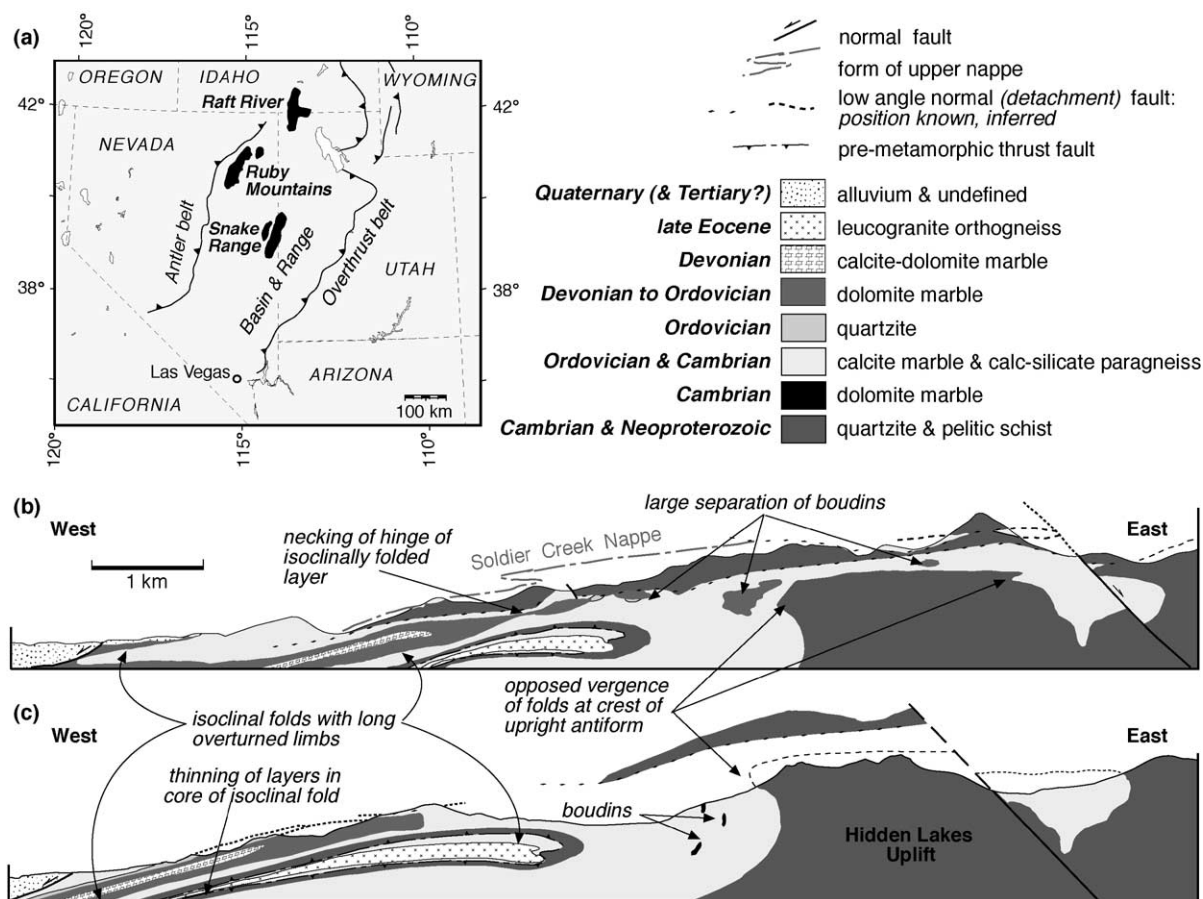 (a)
120°
115°
110°
OREGON
IDAHO
WYOMING
Raft River
42°
42°
NEVADA
Ruby
Mountains
Antler belt
Snake
Range
Basin & Range
Overthrust belt
UTAH
38°
38°
Las Vegas
ARIZONA
CALIFORNIA
100 km
120°
115°
110°
normal fault
form of upper nappe
low angle normal (detachment) fault:
position known, inferred
pre-metamorphic thrust fault
Quaternary (& Tertiary?) alluvium & undefined
late Eocene leucogranite orthogneiss
Devonian calcite-dolomite marble
Devonian to Ordovician dolomite marble
Ordovician quartzite
Ordovician & Cambrian calcite marble & calc-silicate paragneiss
Cambrian dolomite marble
Cambrian & Neoproterozoic quartzite & pelitic schist
(b)
West
1 km
necking of hinge of
isoclinally folded
layer
Soldier Creek Nappe
large separation of boudins
East
opposed vergence
of folds at crest of
upright antiform
(c)
West
isoclinal folds with long
overturned limbs
thinning of layers in
core of isoclinal fold
boudins
East
Hidden Lakes
Uplift